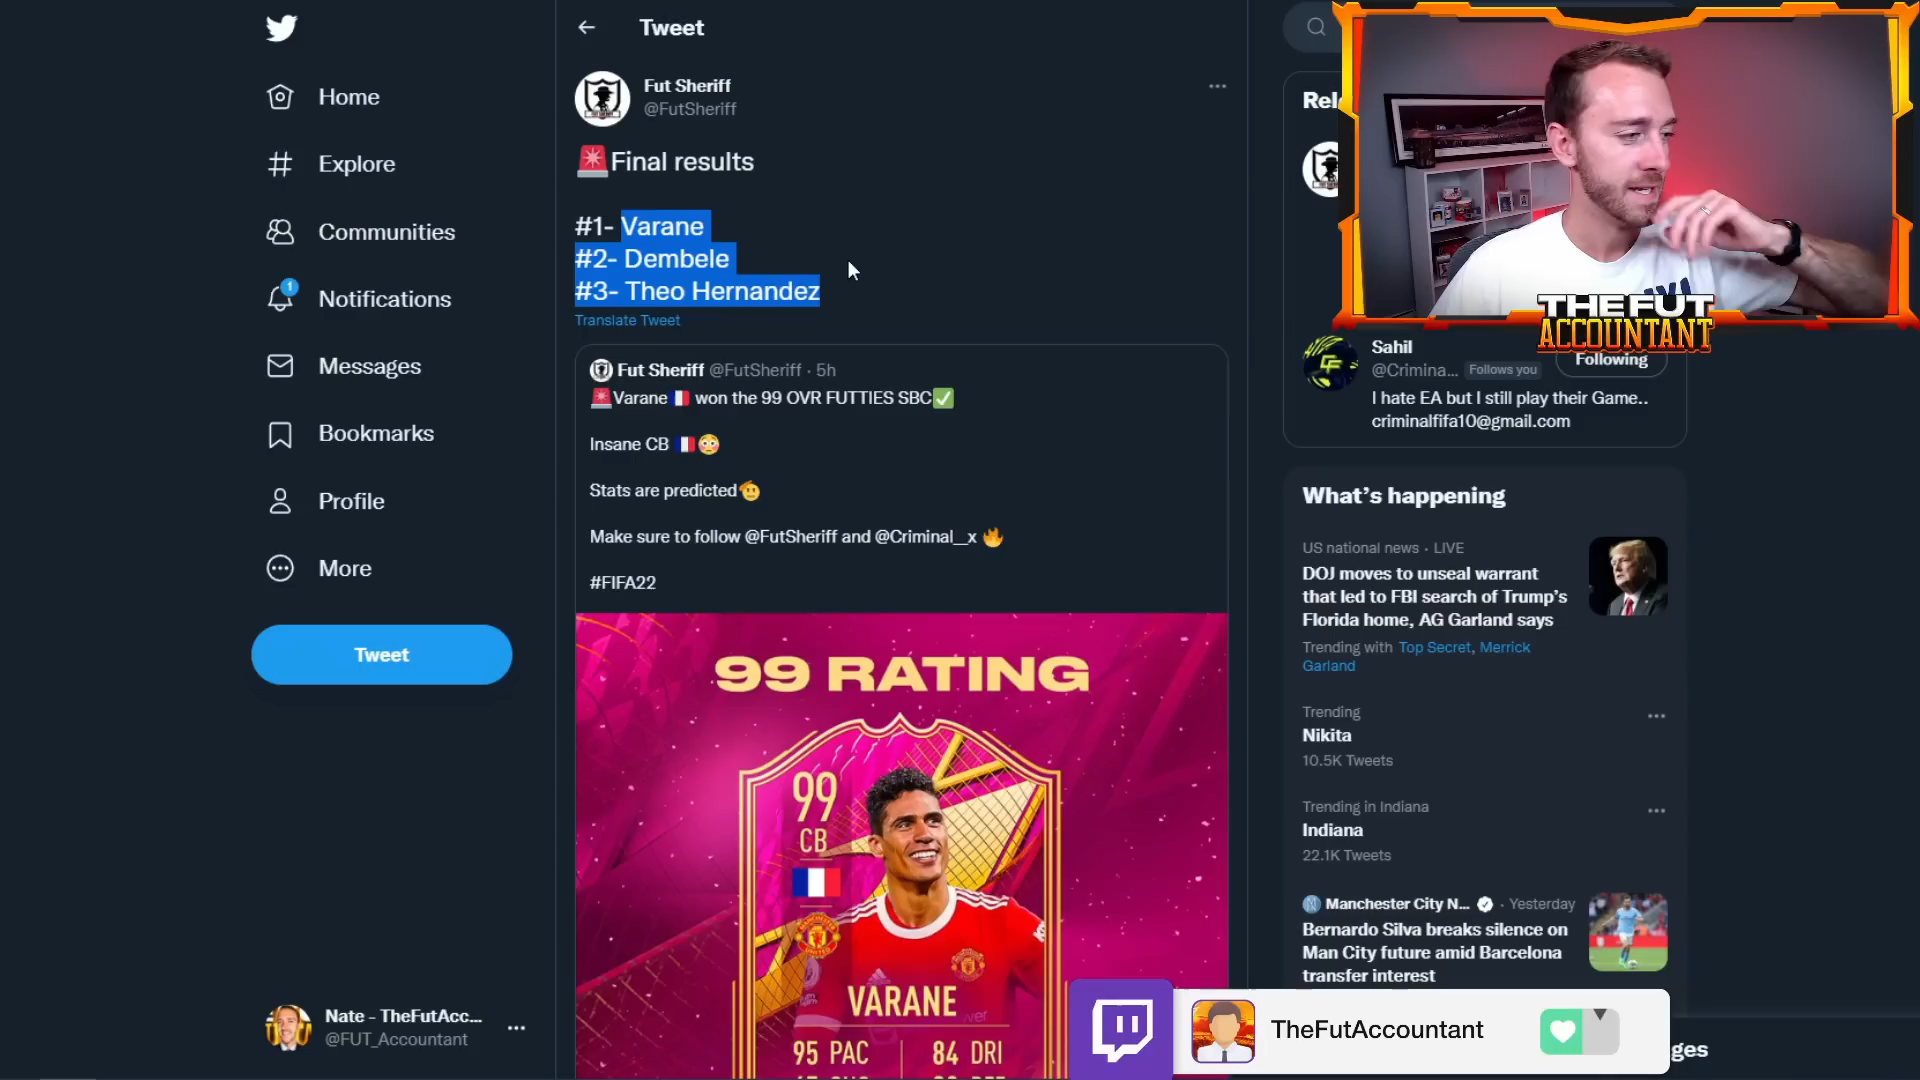 Tweet
Home
Explore
Communities
1
Notifications
Messages
Bookmarks
Profile
More
Tweet
Nate - TheFutAcc...
@FUT_Accountant
Fut Sheriff
@FutSheriff
🚨Final results
#1- Varane
#2- Dembele
#3- Theo Hernandez
Translate Tweet
Fut Sheriff @FutSheriff · 5h
🚨Varane🇫🇷 won the 99 OVR FUTTIES SBC✅
Insane CB 🇫🇷😳
Stats are predicted🫡
Make sure to follow @FutSheriff and @Criminal__x 🔥
#FIFA22
99 RATING
99
CB
VARANE
95 PAC
84 DRI
THE FUT
ACCOUNTANT
Sahil
@Crimina... Follows you
Following
I hate EA but I still play their Game..
criminalfifa10@gmail.com
What's happening
US national news · LIVE
DOJ moves to unseal warrant
that led to FBI search of Trump's
Florida home, AG Garland says
Trending with Top Secret, Merrick
Garland
Trending
Nikita
10.5K Tweets
Trending in Indiana
Indiana
22.1K Tweets
Manchester City N... · Yesterday
Bernardo Silva breaks silence on
Man City future amid Barcelona
transfer interest
TheFutAccountant